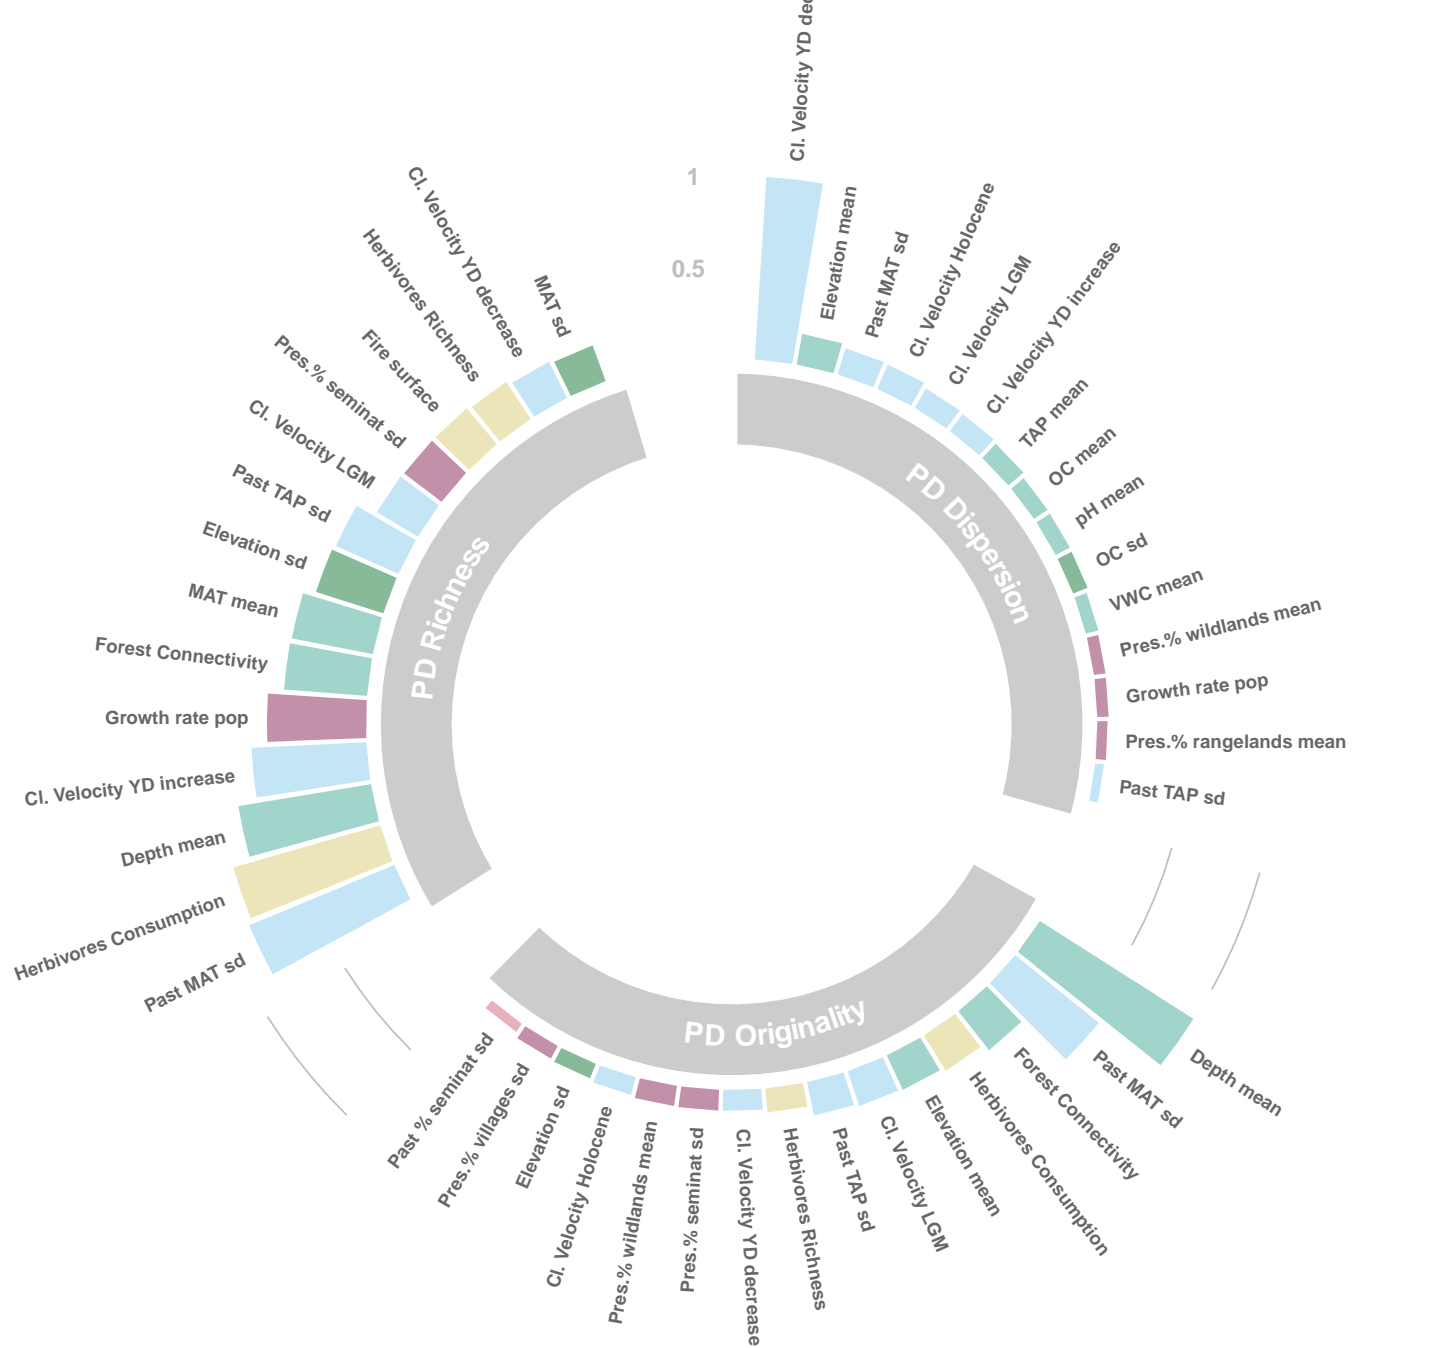 1
0.5
Cl. Velocity YD
Elevation mean
Past MAT sd
Cl. Velocity Holocene
Cl. Velocity LGM
Cl. Velocity YD increase
TAP mean
OC mean
pH mean
OC sd
VWC mean
Pres.% wildlands mean
Growth rate pop
Pres.% rangelands mean
Past TAP sd
PD Dispersion
Depth mean
Past MAT sd
Forest Connectivity
Herbivores Consumption
Elevation mean
Cl. Velocity LGM
Past TAP sd
Herbivores Richness
Cl. Velocity YD decrease
Pres.% seminat sd
Pres.% wildlands mean
Cl. Velocity Holocene
Elevation sd
Pres.% villages sd
Past % seminat sd
PD Originality
Past MAT sd
Herbivores Consumption
Depth mean
Cl. Velocity YD increase
Growth rate pop
Forest Connectivity
MAT mean
Elevation sd
Past TAP sd
Cl. Velocity LGM
Pres.% seminat sd
Fire surface
Herbivores Richness
Cl. Velocity YD decrease
MAT sd
PD Richness